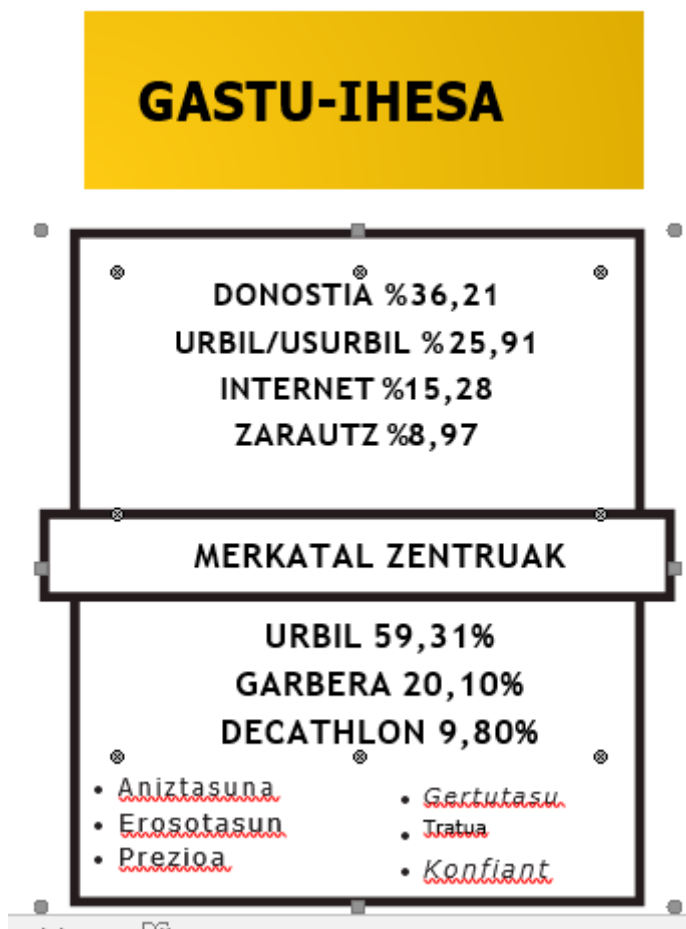 GASTU-IHESA
DONOSTIA %36,21
URBIL/USURBIL %25,91
INTERNET %15,28
ZARAUTZ %8,97
MERKATAL ZENTRUAK
URBIL 59,31%
GARBERA 20,10%
DECATHLON 9,80%
• Aniztasuna
• Erosotasun
• Prezioa
• Gertutasu
• Tratua
• Konfiant